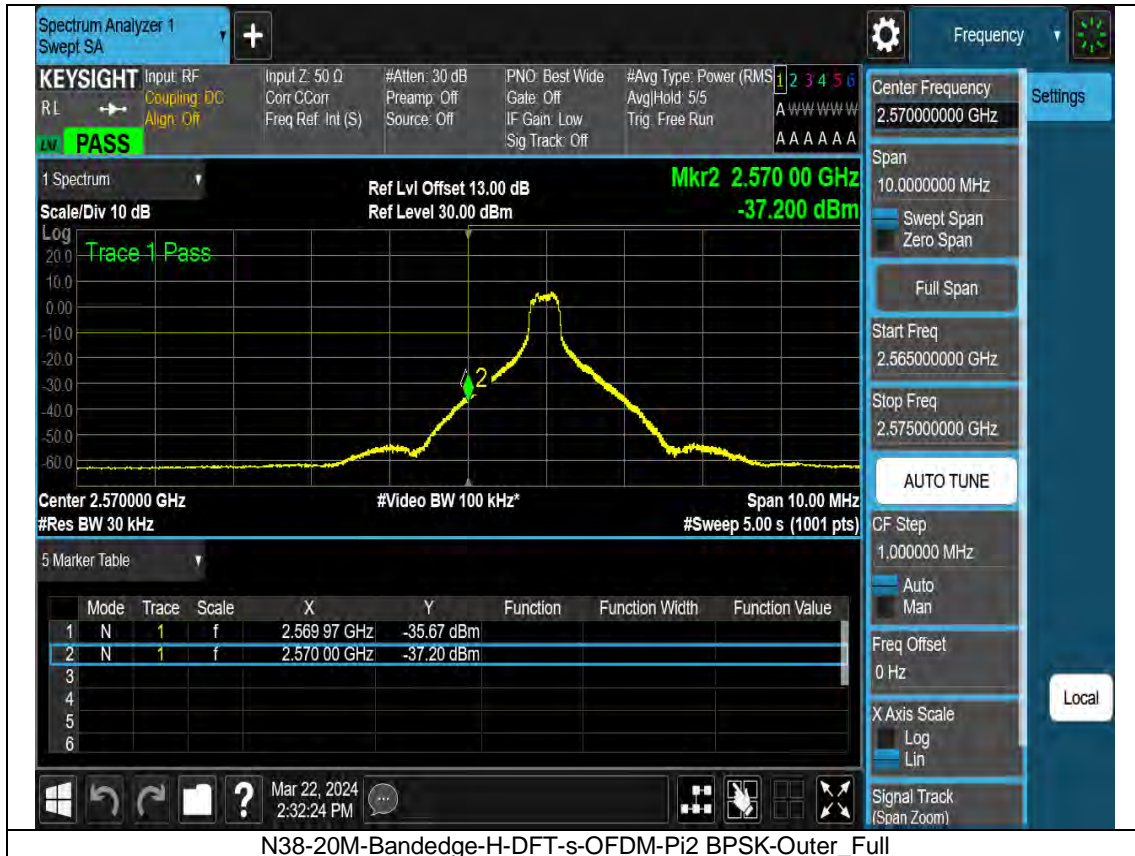 Spectrum Analyzer 1
Swept SA
+
Frequency
KEYSIGHT
RL
PASS
Input: RF
Coupling: DC
Align: Off
Input Z: 50 Ω
Corr CCorr
Freq Ref: Int (S)
#Atten: 30 dB
Preamp: Off
Source: Off
PNO: Best Wide
Gate: Off
IF Gain: Low
Sig Track: Off
#Avg Type: Power (RMS
Avg|Hold: 5/5
Trig: Free Run
1 2 3 4 5 6
A W W W W W
A A A A A A
1 Spectrum
Scale/Div 10 dB
Ref Lvl Offset 13.00 dB
Ref Level 30.00 dBm
Mkr2 2.570 00 GHz
-37.200 dBm
Log
Trace 1 Pass
20.0
10.0
0.00
-10.0
-20.0
-30.0
-40.0
-50.0
-60.0
2
Center 2.570000 GHz
#Video BW 100 kHz*
Span 10.00 MHz
#Res BW 30 kHz
#Sweep 5.00 s (1001 pts)
5 Marker Table
Mode Trace Scale X Y Function Function Width Function Value
1 N 1 f 2.569 97 GHz -35.67 dBm
2 N 1 f 2.570 00 GHz -37.20 dBm
3
4
5
6
?
Mar 22, 2024
2:32:24 PM
Center Frequency
2.570000000 GHz
Settings
Span
10.0000000 MHz
Swept Span
Zero Span
Full Span
Start Freq
2.565000000 GHz
Stop Freq
2.575000000 GHz
AUTO TUNE
CF Step
1.000000 MHz
Auto
Man
Freq Offset
0 Hz
Local
X Axis Scale
Log
Lin
Signal Track
(Span Zoom)
N38-20M-Bandedge-H-DFT-s-OFDM-Pi2 BPSK-Outer_Full